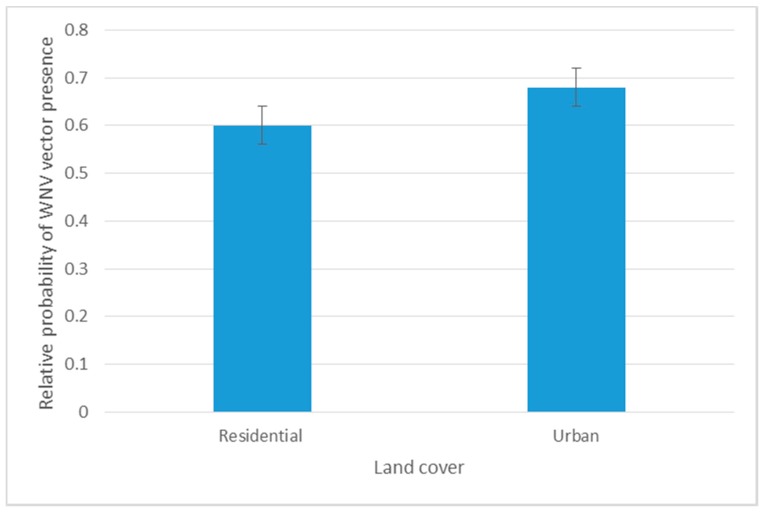 Relative probability of WNV vector presence
0.8
0.7
0.6
0.5
0.4
0.3
0.2
0.1
0
Residential
Urban
Land cover